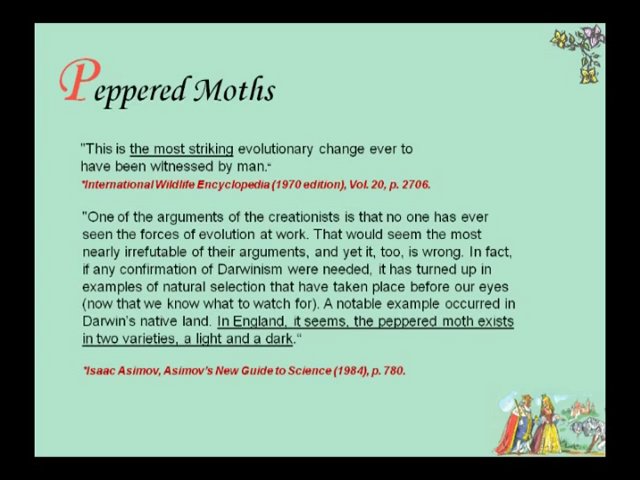 Peppered Moths
"This is the most striking evolutionary change ever to
have been witnessed by man."
*International Wildlife Encyclopedia (1970 edition), Vol. 20, p. 2706.
"One of the arguments of the creationists is that no one has ever
seen the forces of evolution at work. That would seem the most
nearly irrefutable of their arguments, and yet it, too, is wrong. In fact,
if any confirmation of Darwinism were needed, it has turned up in
examples of natural selection that have taken place before our eyes
(now that we know what to watch for). A notable example occurred in
Darwin's native land. In England, it seems, the peppered moth exists
in two varieties, a light and a dark."
*Isaac Asimov, Asimov's New Guide to Science (1984), p. 780.